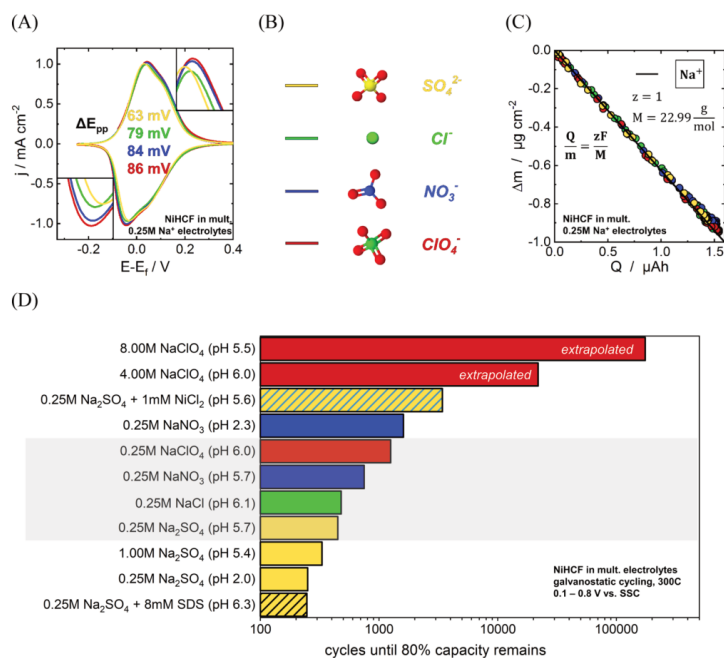 (A)
1.0
0.5
0.0
-0.5
-1.0
j / mA cm⁻²
ΔEₚₚ
63 mV
79 mV
84 mV
86 mV
NiHCF in mult.
0.25M Na⁺ electrolytes
-0.2 0.0 0.2 0.4
E-E_f / V
(B)
SO₄²⁻
Cl⁻
NO₃⁻
ClO₄⁻
(C)
0.0
-0.2
-0.4
-0.6
-0.8
-1.0
Δm / µg cm⁻²
Na⁺
z = 1
M = 22.99 g/mol
Q/m = zF/M
NiHCF in mult.
0.25M Na⁺ electrolytes
0.0 0.5 1.0 1.5
Q / µAh
(D)
8.00M NaClO₄ (pH 5.5)
extrapolated
4.00M NaClO₄ (pH 6.0)
extrapolated
0.25M Na₂SO₄ + 1mM NiCl₂ (pH 5.6)
0.25M NaNO₃ (pH 2.3)
0.25M NaClO₄ (pH 6.0)
0.25M NaNO₃ (pH 5.7)
0.25M NaCl (pH 6.1)
0.25M Na₂SO₄ (pH 5.7)
1.00M Na₂SO₄ (pH 5.4)
0.25M Na₂SO₄ (pH 2.0)
0.25M Na₂SO₄ + 8mM SDS (pH 6.3)
NiHCF in mult. electrolytes
galvanostatic cycling, 300C
0.1 – 0.8 V vs. SSC
100 1000 10000 100000
cycles until 80% capacity remains